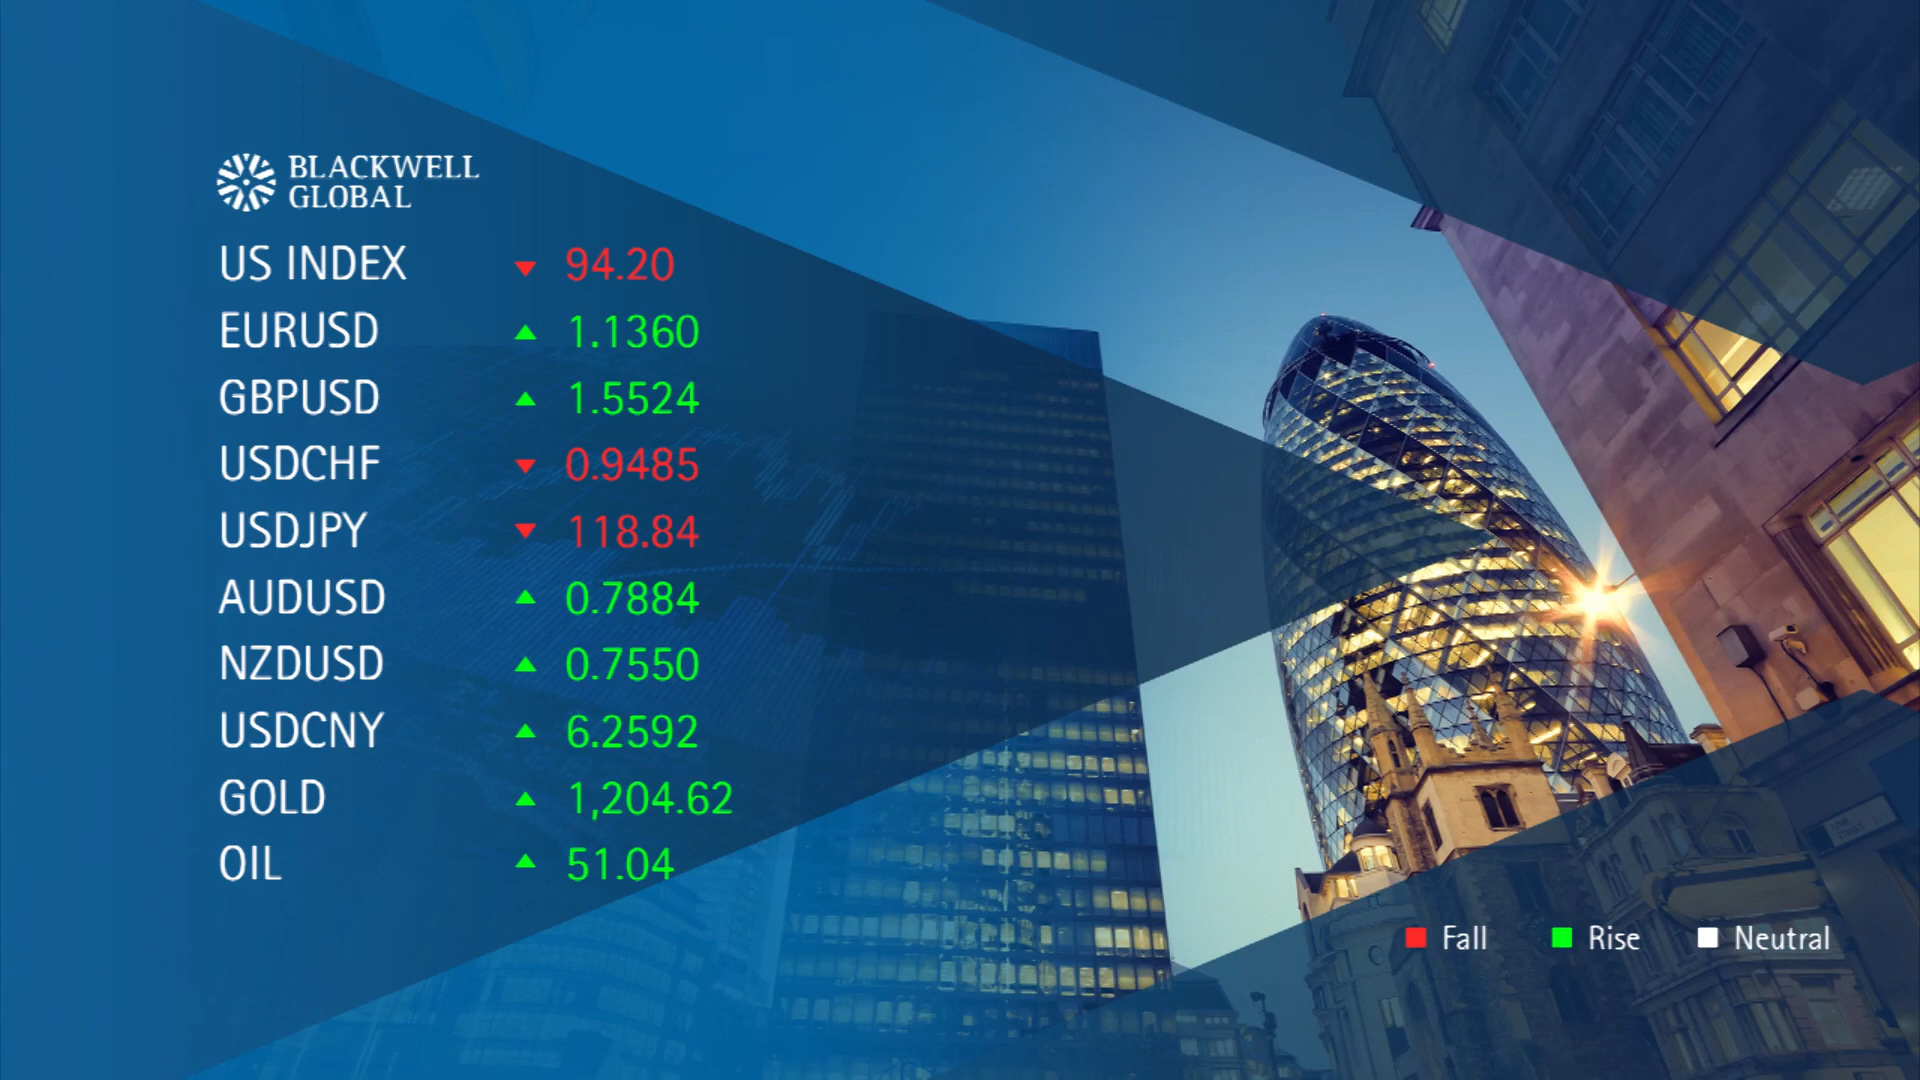 BLACKWELL
GLOBAL
US INDEX ▼ 94.20
EURUSD ▲ 1.1360
GBPUSD ▲ 1.5524
USDCHF ▼ 0.9485
USDJPY ▼ 118.84
AUDUSD ▲ 0.7884
NZDUSD ▲ 0.7550
USDCNY ▲ 6.2592
GOLD ▲ 1,204.62
OIL ▲ 51.04
Fall Rise Neutral